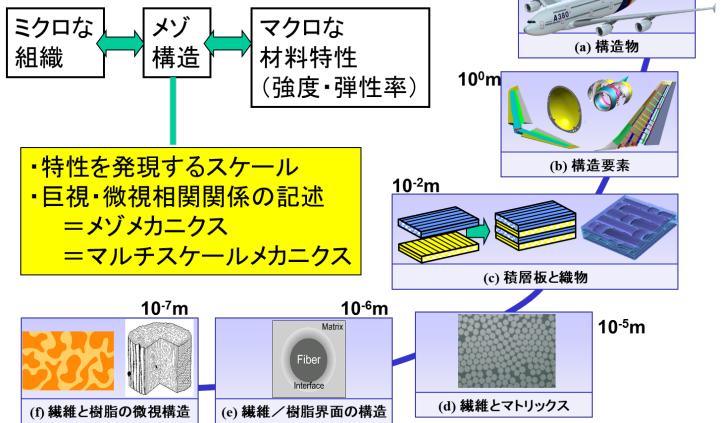 ミクロな
組織
メゾ
構造
マクロな
材料特性
（強度・弾性率）
・特性を発現するスケール
・巨視・微視相関関係の記述
＝メゾメカニクス
＝マルチスケールメカニクス
A380
(a) 構造物
10⁰m
(b) 構造要素
10⁻²m
(c) 積層板と織物
10⁻⁵m
(d) 繊維とマトリックス
10⁻⁶m
Matrix
Fiber
Interface
(e) 繊維／樹脂界面の構造
10⁻⁷m
(f) 繊維と樹脂の微視構造